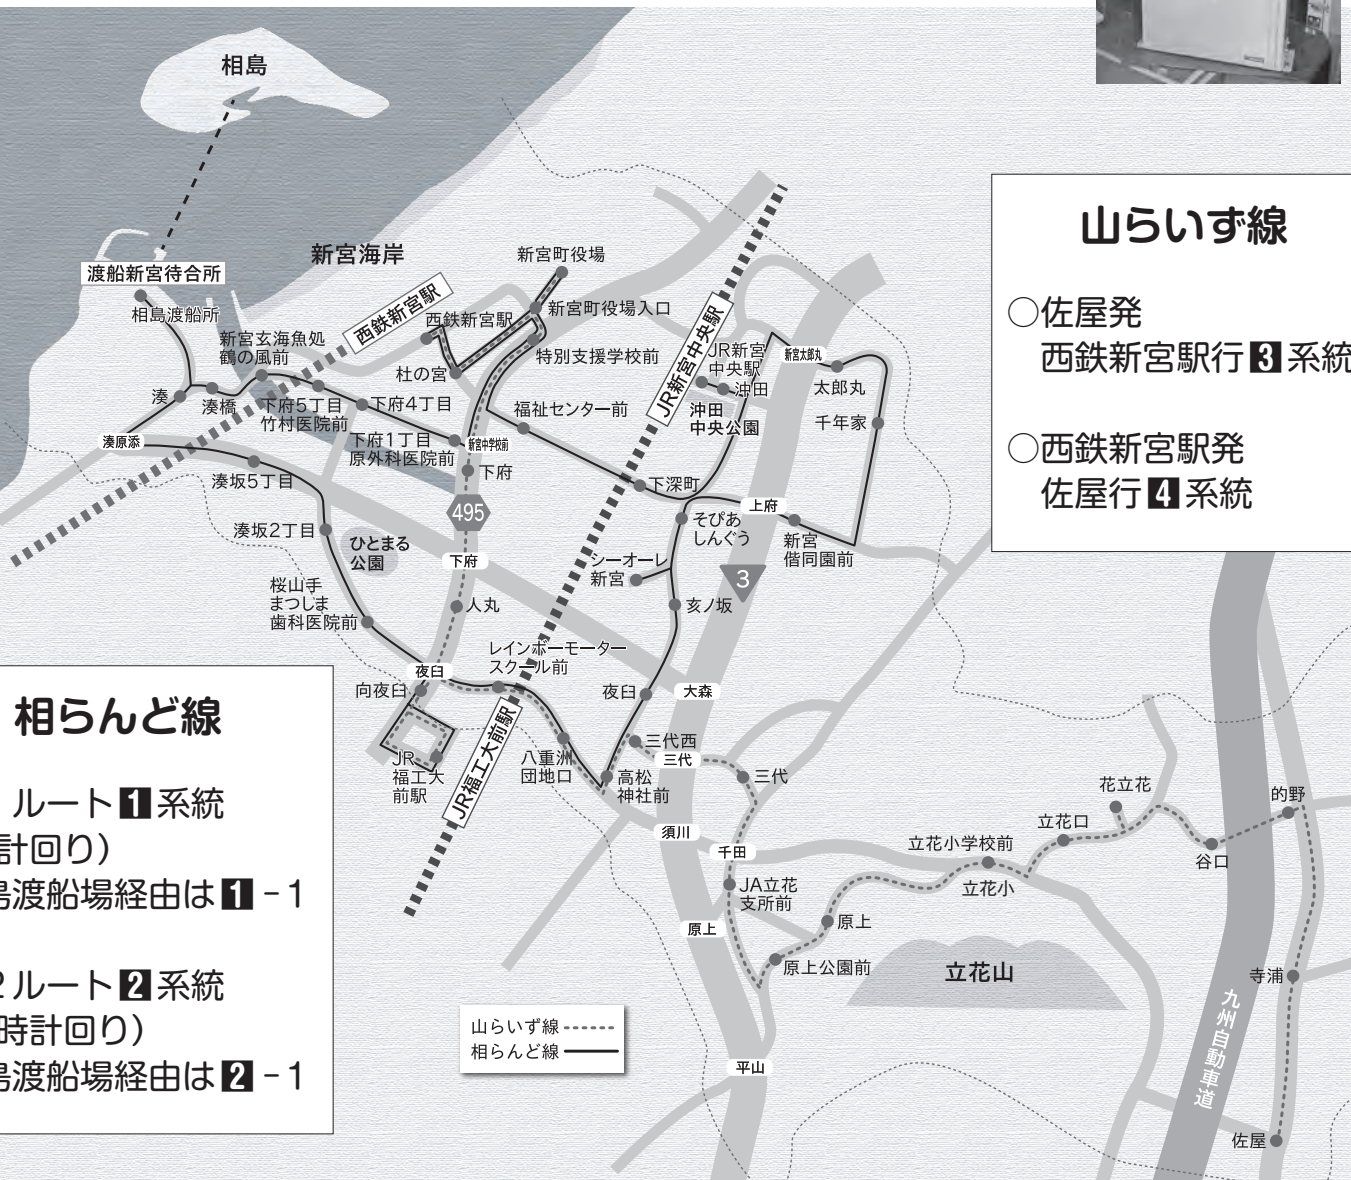 相島
渡船新宮待合所
相島渡船所
新宮海岸
西鉄新宮駅
西鉄新宮駅
新宮町役場
新宮町役場入口
特別支援学校前
杜の宮
新宮玄海魚処
鶴の風前
湊
湊橋
下府5丁目
竹村医院前
下府4丁目
下府1丁目
原外科医院前
新宮中学校前
下府
福祉センター前
湊原添
湊坂5丁目
湊坂2丁目
ひとまる
公園
桜山手
まつしま
歯科医院前
495
下府
人丸
夜臼
向夜臼
JR
福工大
前駅
JR福工大前駅
レインボーモーター
スクール前
八重洲
団地口
高松
神社前
JR新宮中央駅
JR新宮
中央駅
沖田
沖田
中央公園
新宮太郎丸
太郎丸
千年家
下深町
上府
そぴあ
しんぐう
新宮
偕同園前
シーオーレ
新宮
3
亥ノ坂
夜臼
大森
三代西
三代
三代
須川
千田
JA立花
支所前
原上
原上
原上公園前
平山
立花小学校前
立花小
立花口
花立花
谷口
的野
立花山
寺浦
佐屋
九州自動車道
山らいず線
相らんど線
山らいず線
○佐屋発
西鉄新宮駅行3系統
○西鉄新宮駅発
佐屋行4系統
相らんど線
ルート1系統
計回り）
島渡船場経由は1-1
2ルート2系統
時計回り）
島渡船場経由は2-1